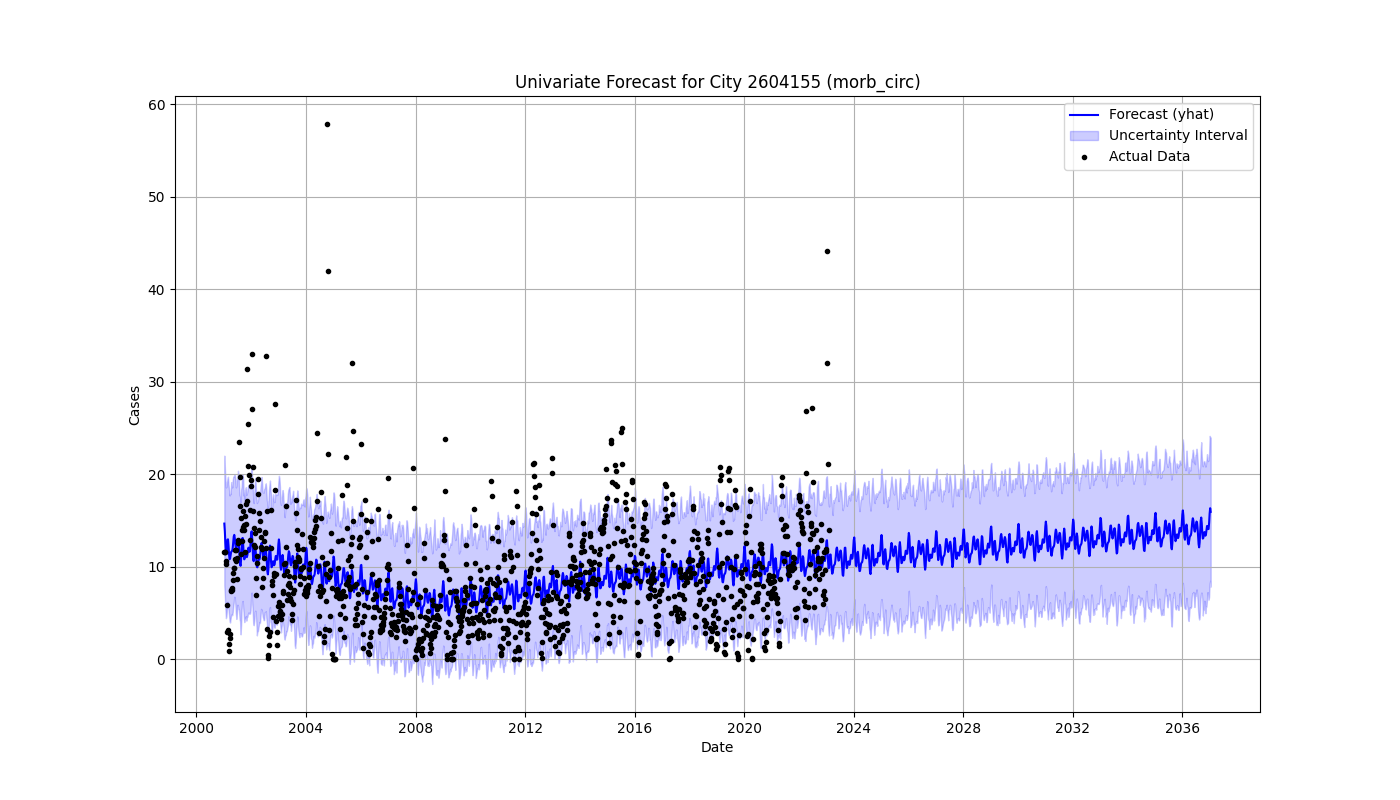 Univariate Forecast for City 2604155 (morb_circ)
Forecast (yhat)
Uncertainty Interval
Actual Data
Cases
60
50
40
30
20
10
0
2000 2004 2008 2012 2016 2020 2024 2028 2032 2036
Date